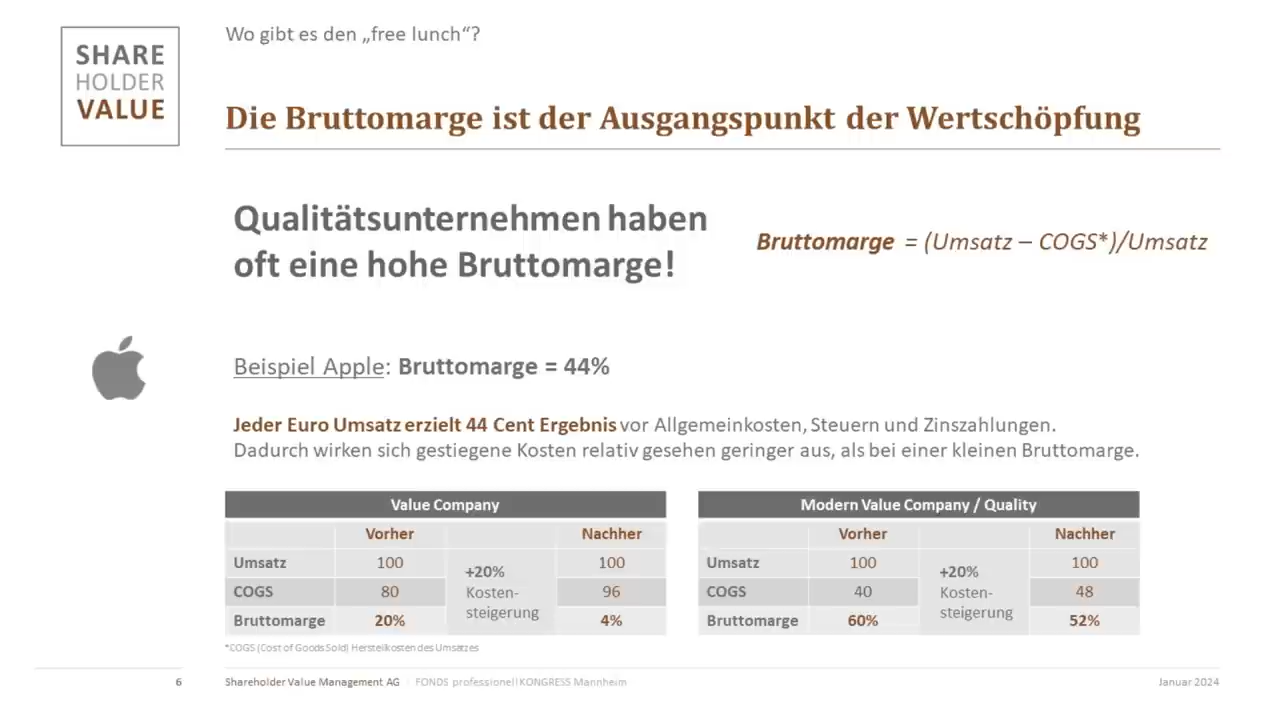 SHARE
HOLDER
VALUE
Wo gibt es den „free lunch“?
Die Bruttomarge ist der Ausgangspunkt der Wertschöpfung
Qualitätsunternehmen haben
oft eine hohe Bruttomarge!
Bruttomarge = (Umsatz – COGS*)/Umsatz
Beispiel Apple: Bruttomarge = 44%
Jeder Euro Umsatz erzielt 44 Cent Ergebnis vor Allgemeinkosten, Steuern und Zinszahlungen.
Dadurch wirken sich gestiegene Kosten relativ gesehen geringer aus, als bei einer kleinen Bruttomarge.
Value Company
Vorher Nachher
Umsatz 100 100
+20%
COGS 80 Kosten- 96
steigerung
Bruttomarge 20% 4%
Modern Value Company / Quality
Vorher Nachher
Umsatz 100 100
+20%
COGS 40 Kosten- 48
steigerung
Bruttomarge 60% 52%
*COGS (Cost of Goods Sold) Herstellkosten des Umsatzes
6 Shareholder Value Management AG FONDS professionell KONGRESS Mannheim Januar 2024